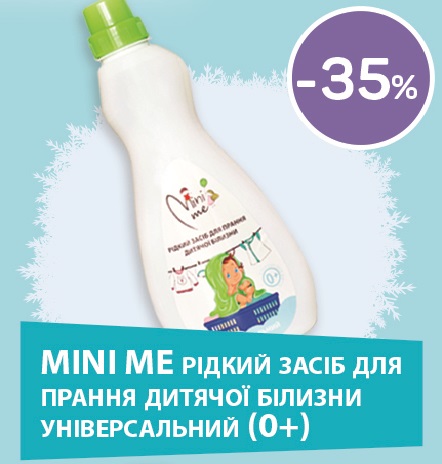 -35%
Mini
me
РІДКИЙ ЗАСІБ ДЛЯ ПРАННЯ
ДИТЯЧОЇ БІЛИЗНИ
0+
MINI ME РІДКИЙ ЗАСІБ ДЛЯ
ПРАННЯ ДИТЯЧОЇ БІЛИЗНИ
УНІВЕРСАЛЬНИЙ (0+)